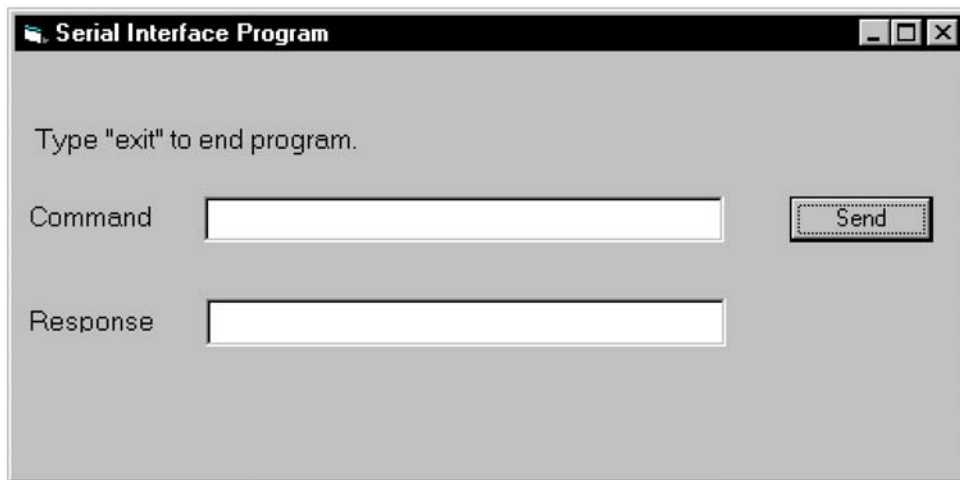 Serial Interface Program
Type "exit" to end program.
Command
Send
Response